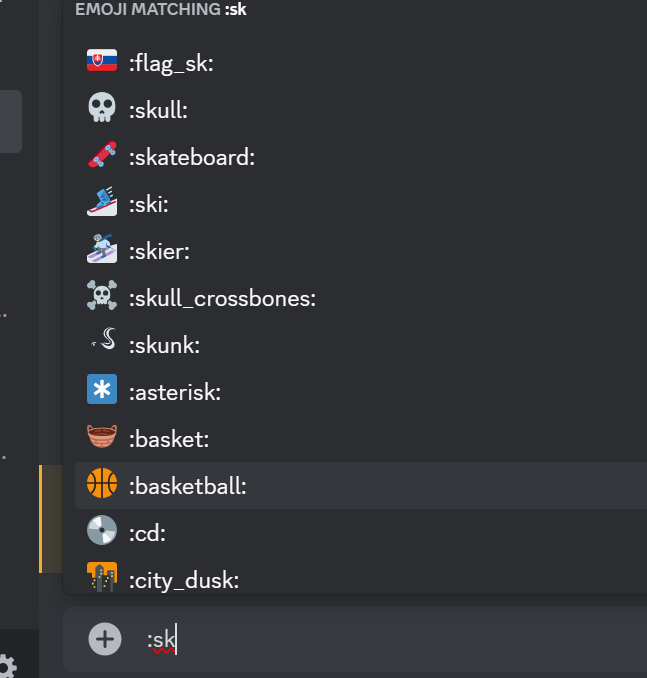 EMOJI MATCHING :sk
:flag_sk:
:skull:
:skateboard:
:ski:
:skier:
:skull_crossbones:
:skunk:
:asterisk:
:basket:
:basketball:
:cd:
:city_dusk:
:sk